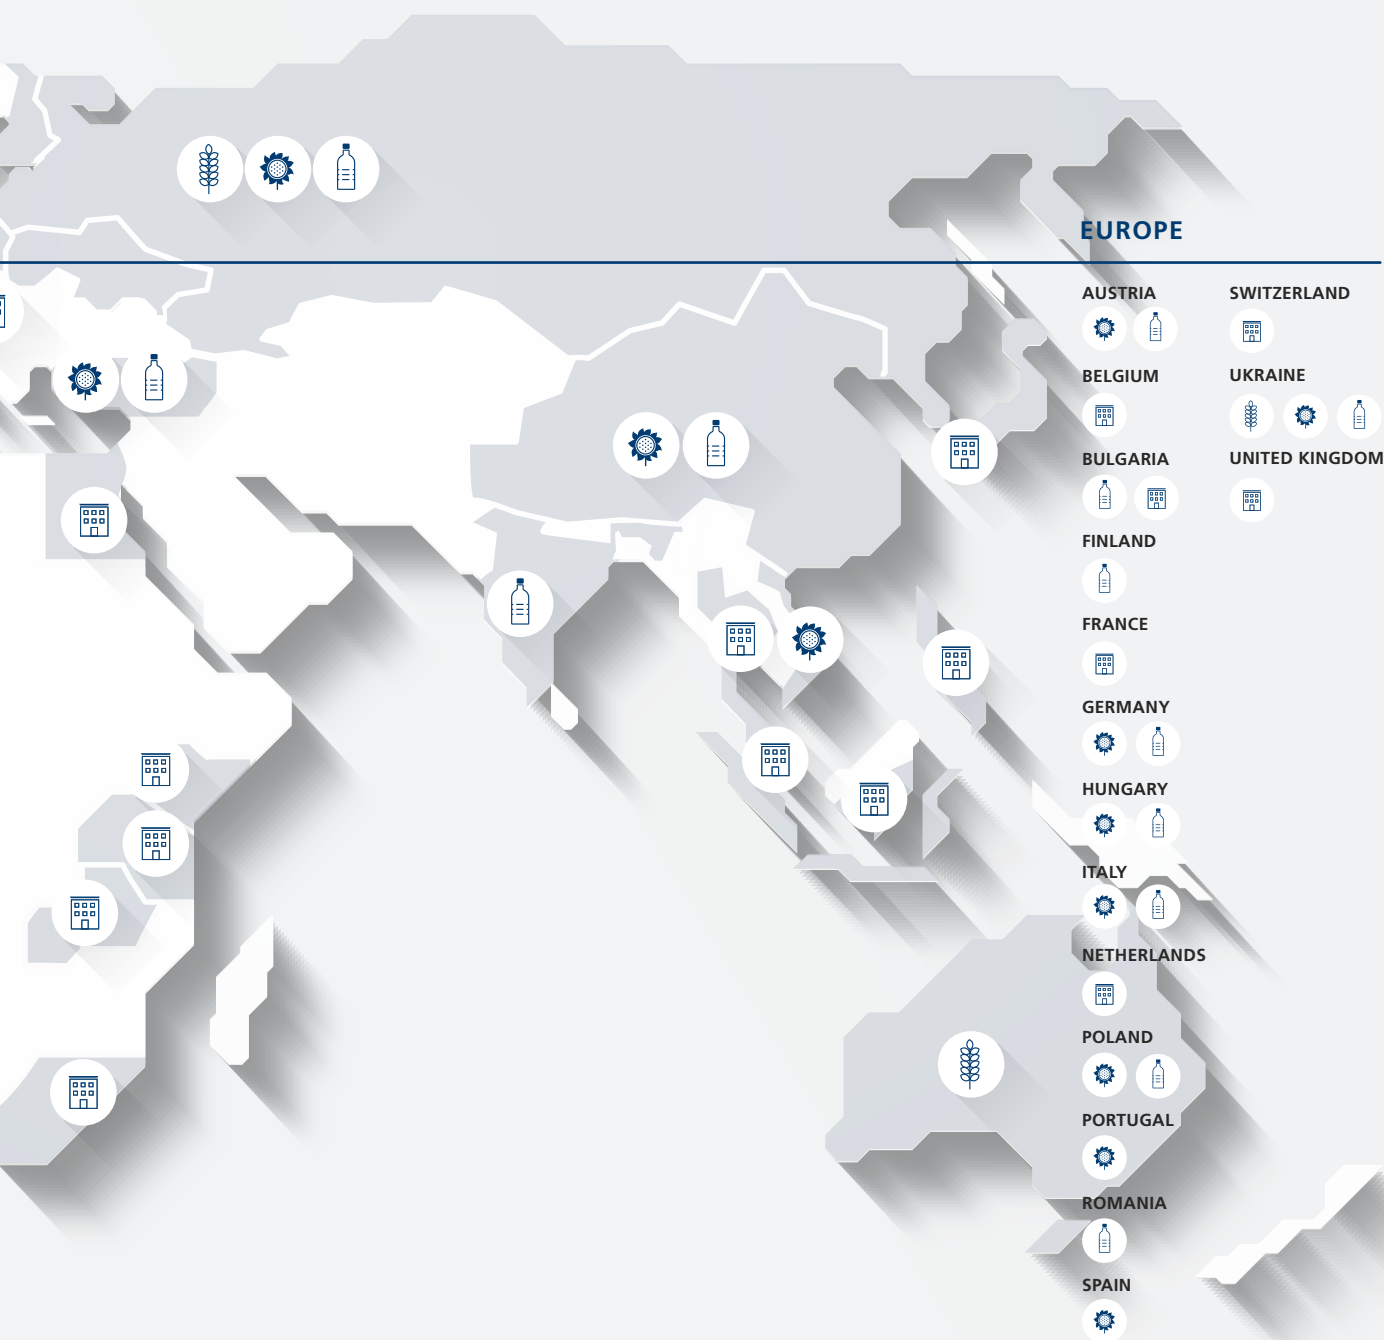 EUROPE
AUSTRIA
BELGIUM
BULGARIA
FINLAND
FRANCE
GERMANY
HUNGARY
ITALY
NETHERLANDS
POLAND
PORTUGAL
ROMANIA
SPAIN
SWITZERLAND
UKRAINE
UNITED KINGDOM